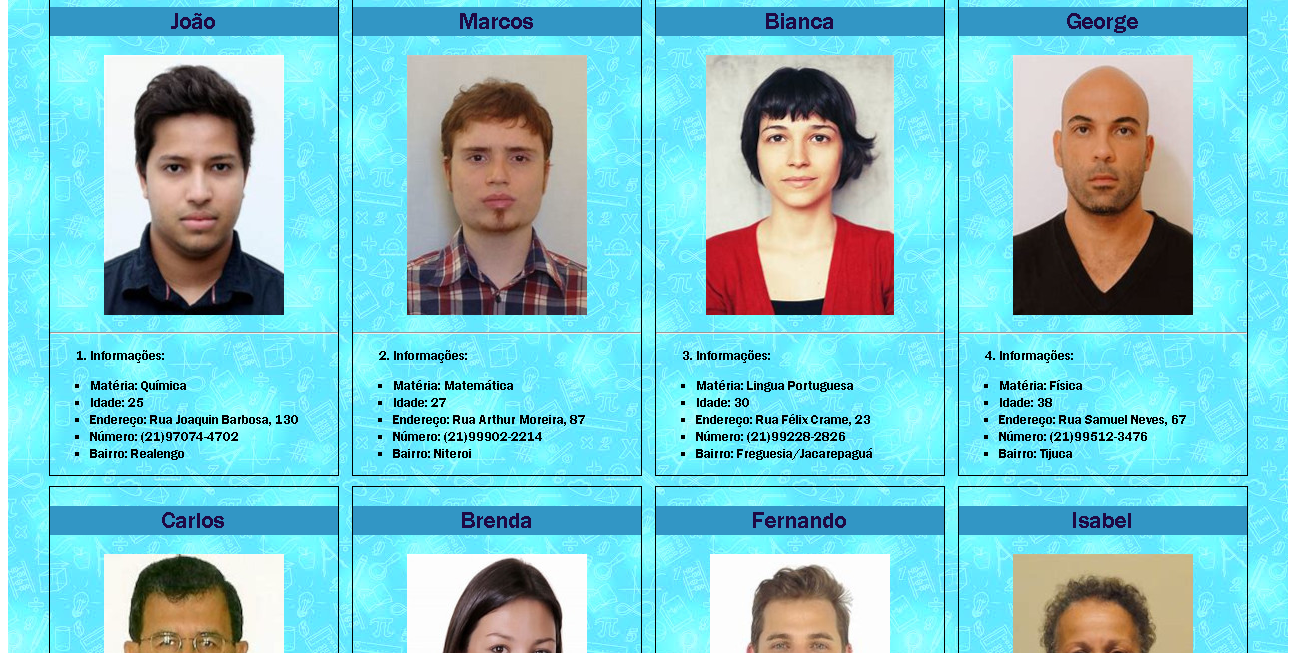 João
Marcos
Bianca
George
1. Informações:
Matéria: Química
Idade: 25
Endereço: Rua Joaquin Barbosa, 130
Número: (21)97074-4702
Bairro: Realengo
2. Informações:
Matéria: Matemática
Idade: 27
Endereço: Rua Arthur Moreira, 87
Número: (21)99902-2214
Bairro: Niteroi
3. Informações:
Matéria: Lingua Portuguesa
Idade: 30
Endereço: Rua Félix Crame, 23
Número: (21)99228-2826
Bairro: Freguesia/Jacarepaguá
4. Informações:
Matéria: Física
Idade: 38
Endereço: Rua Samuel Neves, 67
Número: (21)99512-3476
Bairro: Tijuca
Carlos
Brenda
Fernando
Isabel